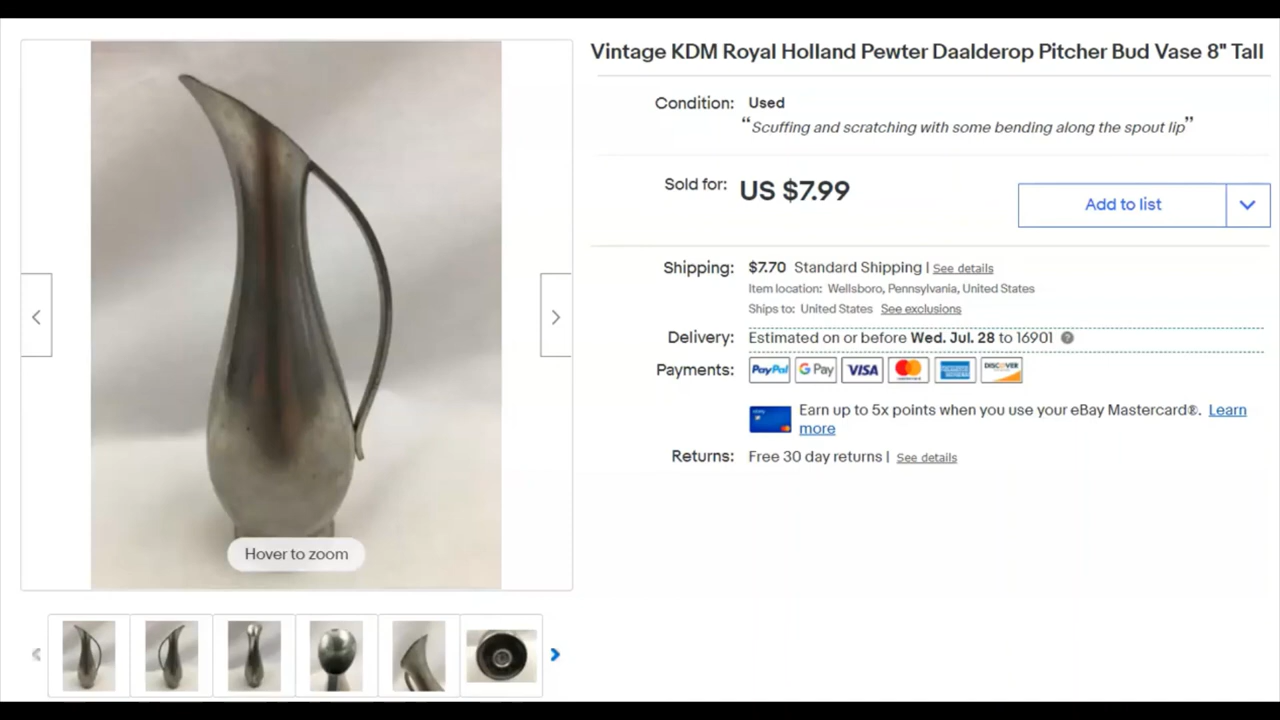 Vintage KDM Royal Holland Pewter Daalderop Pitcher Bud Vase 8" Tall
Condition: Used
“Scuffing and scratching with some bending along the spout lip”
Sold for: US $7.99
Add to list
Shipping: $7.70 Standard Shipping | See details
Item location: Wellsboro, Pennsylvania, United States
Ships to: United States See exclusions
Delivery: Estimated on or before Wed. Jul. 28 to 16901 ?
Payments: PayPal G Pay VISA DISCOVER
Earn up to 5x points when you use your eBay Mastercard®. Learn
more
Returns: Free 30 day returns | See details
Hover to zoom